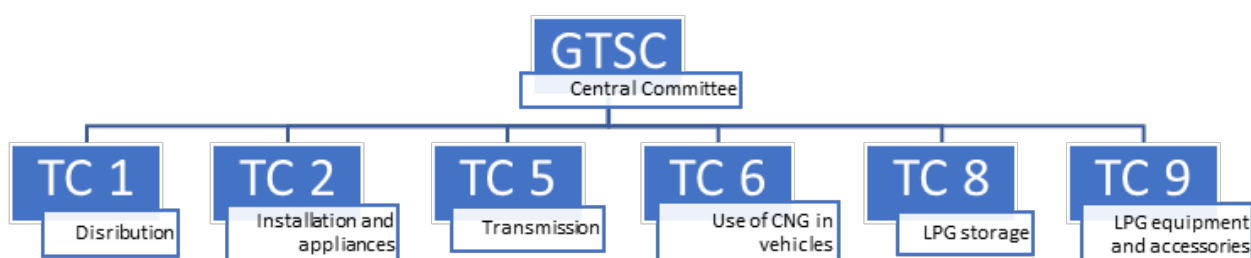 GTSC
Central Committee
TC 1
Disribution
TC 2
Installation and
appliances
TC 5
Transmission
TC 6
Use of CNG in
vehicles
TC 8
LPG storage
TC 9
LPG equipment
and accessories